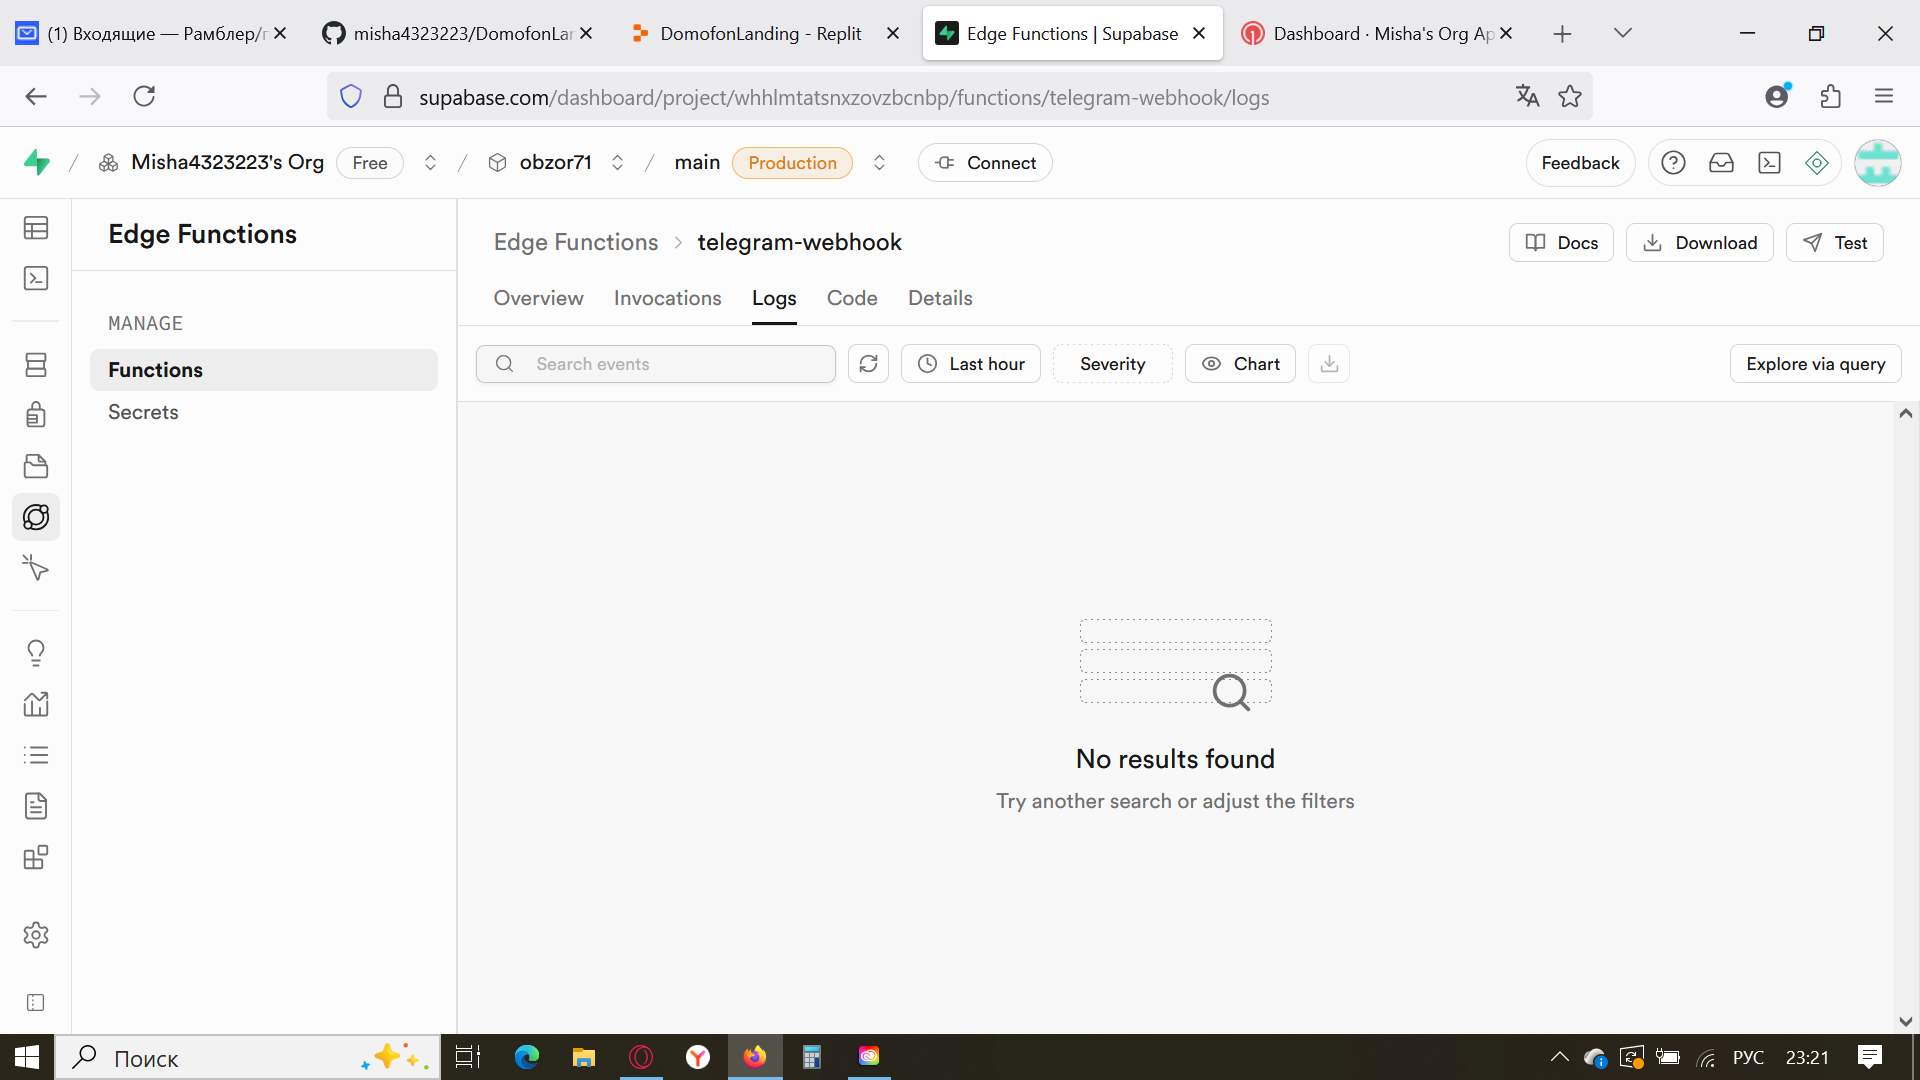 (1) Входящие — Рамблер/п
misha4323223/DomofonLan
DomofonLanding - Replit
Edge Functions | Supabase
Dashboard · Misha's Org Ap
supabase.com/dashboard/project/whhlmtatsnxzovzbcnbp/functions/telegram-webhook/logs
/ Misha4323223's Org Free / obzor71 / main Production Connect
Feedback
Edge Functions
Edge Functions > telegram-webhook
Docs
Download
Test
Overview Invocations Logs Code Details
MANAGE
Functions
Secrets
Search events
Last hour
Severity
Chart
Explore via query
No results found
Try another search or adjust the filters
Поиск
РУС
23:21